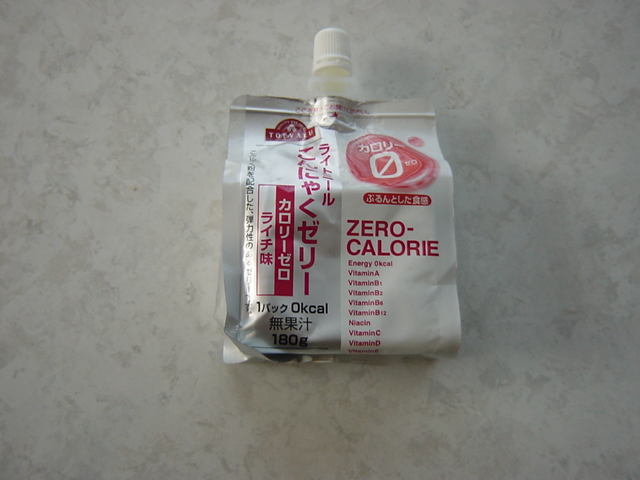 TOPVALU
ライトミール
こんにゃくゼリー
カロリーゼロ
ライチ味
1パック 0kcal
無果汁
180g
カロリー
0
ゼロ
ぷるんとした食感
ZERO-
CALORIE
Energy 0kcal
VitaminA
VitaminB1
VitaminB2
VitaminB6
VitaminB12
Niacin
VitaminC
VitaminD
VitaminE